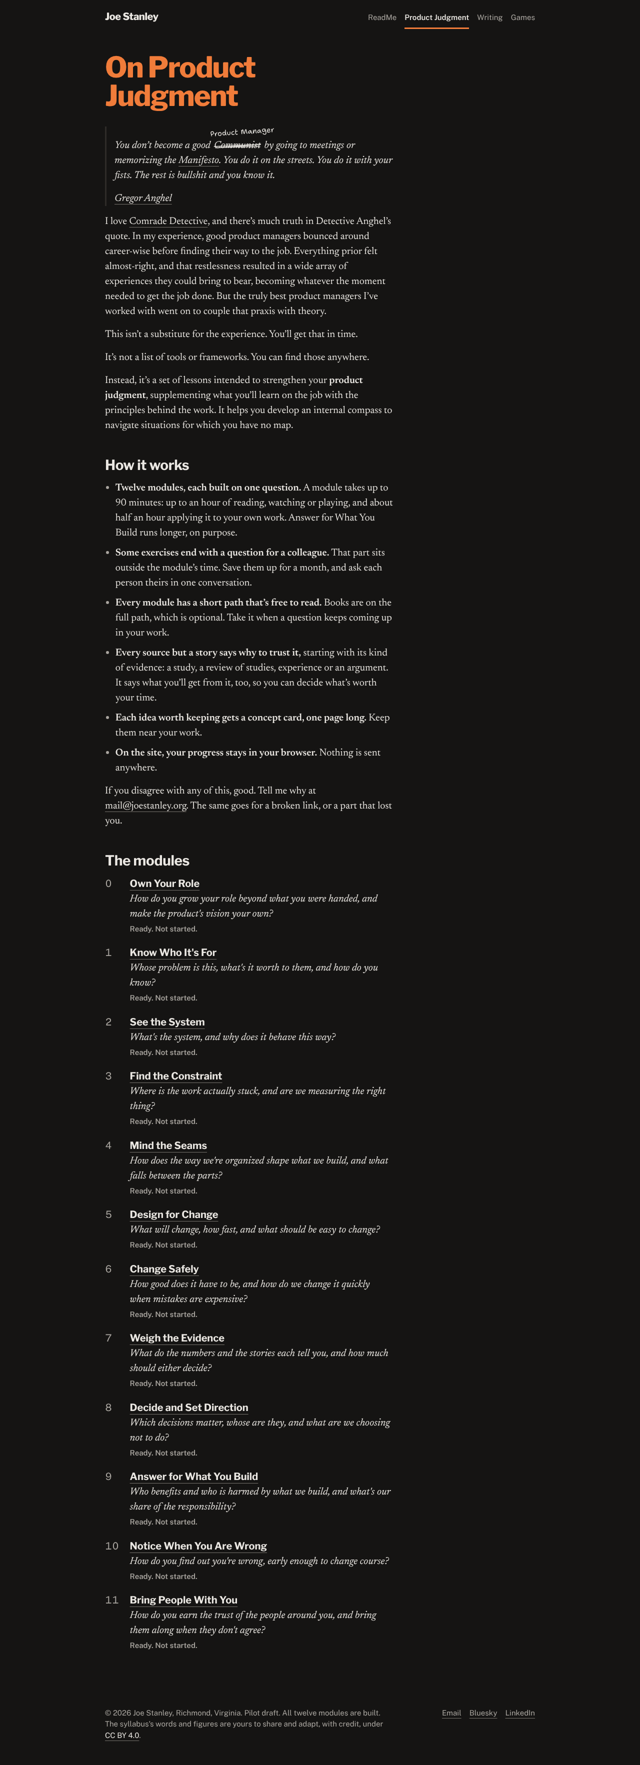 Joe Stanley
ReadMe Product Judgment Writing Games
On Product
Judgment
Product Manager
You don't become a good Communist by going to meetings or
memorizing the Manifesto. You do it on the streets. You do it with your
fists. The rest is bullshit and you know it.
Gregor Anghel
I love Comrade Detective, and there's much truth in Detective Anghel's
quote. In my experience, good product managers bounced around
career-wise before finding their way to the job. Everything prior felt
almost-right, and that restlessness resulted in a wide array of
experiences they could bring to bear, becoming whatever the moment
needed to get the job done. But the truly best product managers I've
worked with went on to couple that praxis with theory.
This isn't a substitute for the experience. You'll get that in time.
It's not a list of tools or frameworks. You can find those anywhere.
Instead, it's a set of lessons intended to strengthen your product
judgment, supplementing what you'll learn on the job with the
principles behind the work. It helps you develop an internal compass to
navigate situations for which you have no map.
How it works
• Twelve modules, each built on one question. A module takes up to
90 minutes: up to an hour of reading, watching or playing, and about
half an hour applying it to your own work. Answer for What You
Build runs longer, on purpose.
• Some exercises end with a question for a colleague. That part sits
outside the module's time. Save them up for a month, and ask each
person theirs in one conversation.
• Every module has a short path that's free to read. Books are on the
full path, which is optional. Take it when a question keeps coming up
in your work.
• Every source but a story says why to trust it, starting with its kind
of evidence: a study, a review of studies, experience or an argument.
It says what you'll get from it, too, so you can decide what's worth
your time.
• Each idea worth keeping gets a concept card, one page long. Keep
them near your work.
• On the site, your progress stays in your browser. Nothing is sent
anywhere.
If you disagree with any of this, good. Tell me why at
mail@joestanley.org. The same goes for a broken link, or a part that lost
you.
The modules
0 Own Your Role
How do you grow your role beyond what you were handed, and
make the product's vision your own?
Ready. Not started.
1 Know Who It's For
Whose problem is this, what's it worth to them, and how do you
know?
Ready. Not started.
2 See the System
What's the system, and why does it behave this way?
Ready. Not started.
3 Find the Constraint
Where is the work actually stuck, and are we measuring the right
thing?
Ready. Not started.
4 Mind the Seams
How does the way we're organized shape what we build, and what
falls between the parts?
Ready. Not started.
5 Design for Change
What will change, how fast, and what should be easy to change?
Ready. Not started.
6 Change Safely
How good does it have to be, and how do we change it quickly
when mistakes are expensive?
Ready. Not started.
7 Weigh the Evidence
What do the numbers and the stories each tell you, and how much
should either decide?
Ready. Not started.
8 Decide and Set Direction
Which decisions matter, whose are they, and what are we choosing
not to do?
Ready. Not started.
9 Answer for What You Build
Who benefits and who is harmed by what we build, and what's our
share of the responsibility?
Ready. Not started.
10 Notice When You Are Wrong
How do you find out you're wrong, early enough to change course?
Ready. Not started.
11 Bring People With You
How do you earn the trust of the people around you, and bring
them along when they don't agree?
Ready. Not started.
© 2026 Joe Stanley, Richmond, Virginia. Pilot draft. All twelve modules are built.
The syllabus's words and figures are yours to share and adapt, with credit, under
CC BY 4.0.
Email Bluesky LinkedIn